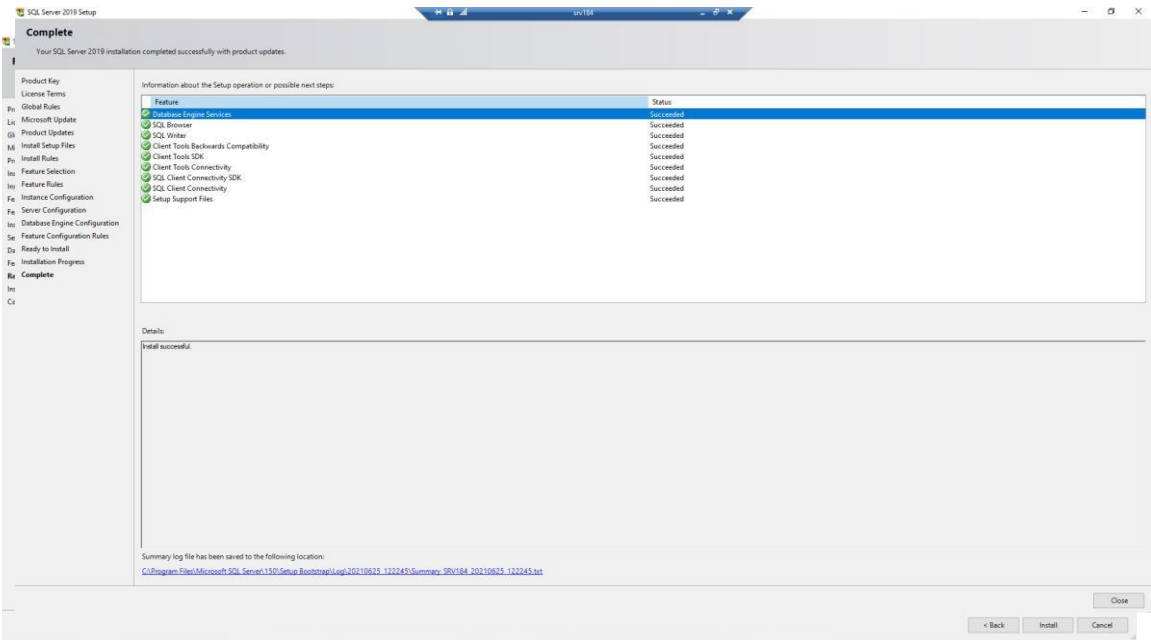 SQL Server 2019 Setup
srv184
Complete
Your SQL Server 2019 installation completed successfully with product updates.
Product Key
License Terms
Global Rules
Microsoft Update
Product Updates
Install Setup Files
Install Rules
Feature Selection
Feature Rules
Instance Configuration
Server Configuration
Database Engine Configuration
Feature Configuration Rules
Ready to Install
Installation Progress
Complete
Information about the Setup operation or possible next steps:
Feature Status
Database Engine Services Succeeded
SQL Browser Succeeded
SQL Writer Succeeded
Client Tools Backwards Compatibility Succeeded
Client Tools SDK Succeeded
Client Tools Connectivity Succeeded
SQL Client Connectivity SDK Succeeded
SQL Client Connectivity Succeeded
Setup Support Files Succeeded
Details:
Install successful.
Summary log file has been saved to the following location:
C:\Program Files\Microsoft SQL Server\150\Setup Bootstrap\Log\20210625_122245\Summary_SRV184_20210625_122245.txt
Close
< Back Install Cancel